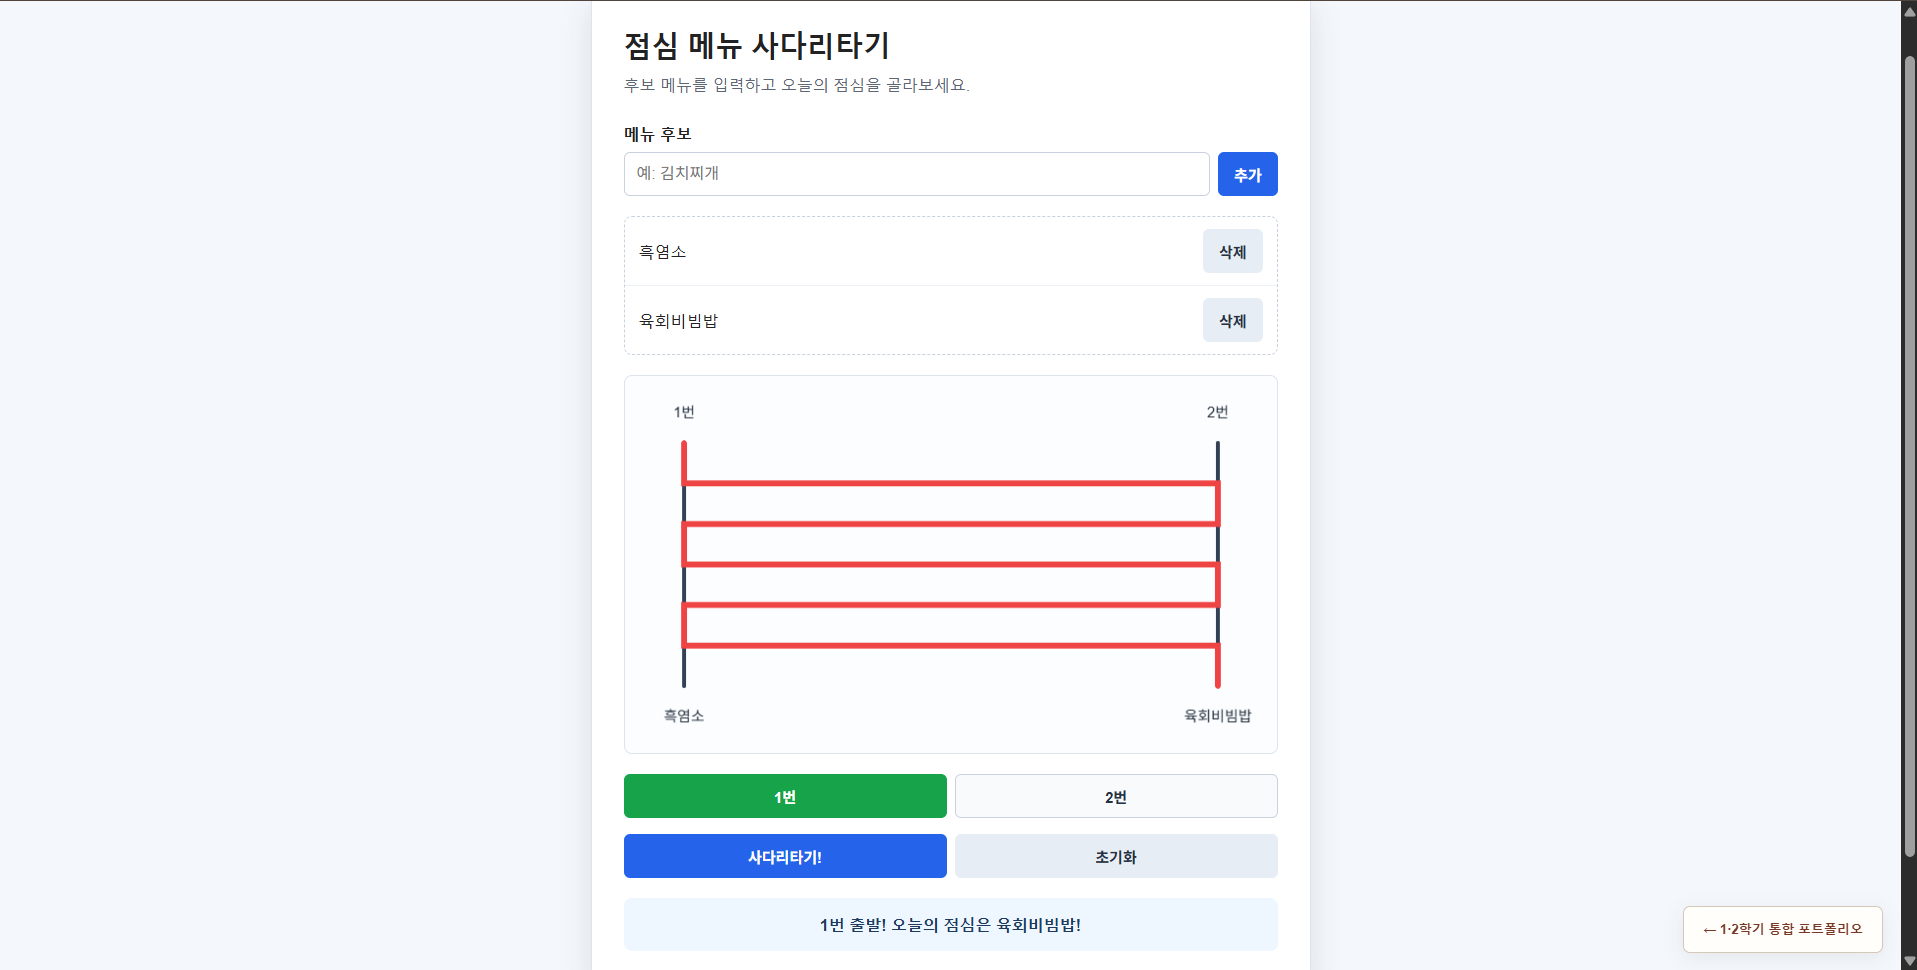 점심 메뉴 사다리타기
후보 메뉴를 입력하고 오늘의 점심을 골라보세요.
메뉴 후보
예: 김치찌개
추가
흑염소
삭제
육회비빔밥
삭제
1번
2번
흑염소
육회비빔밥
1번
2번
사다리타기!
초기화
1번 출발! 오늘의 점심은 육회비빔밥!
← 1·2학기 통합 포트폴리오